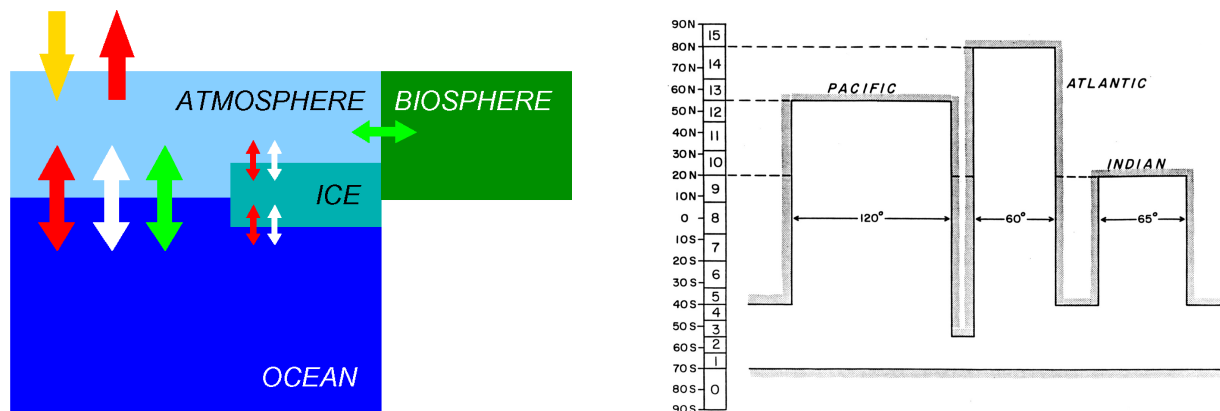 ATMOSPHERE
BIOSPHERE
ICE
OCEAN
90N
80N
70N
60N
50N
40N
30N
20N
10N
0
10S
20S
30S
40S
50S
60S
70S
80S
90S
15
14
13
12
11
10
9
8
7
6
5
4
3
2
1
0
PACIFIC
ATLANTIC
INDIAN
120°
60°
65°